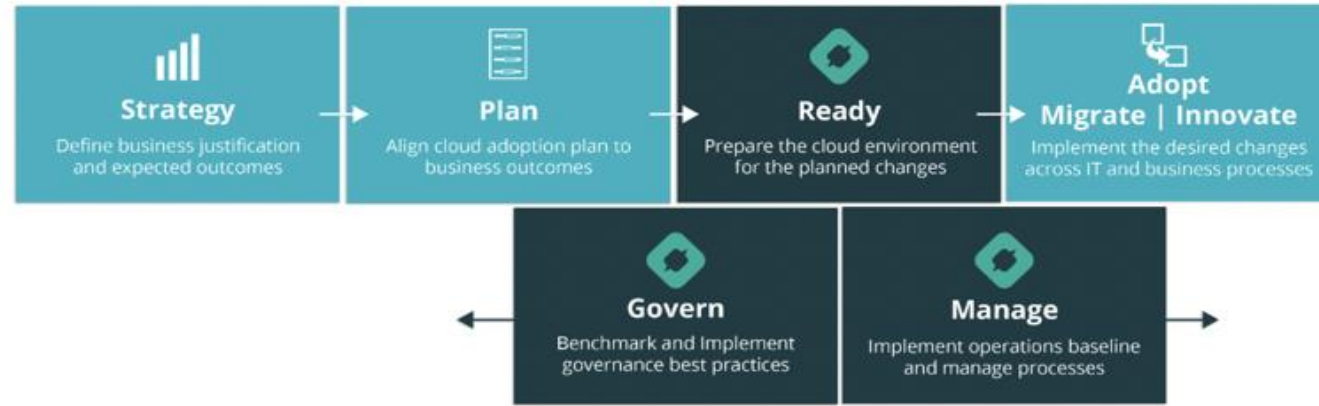 Strategy
Define business justification
and expected outcomes
Plan
Align cloud adoption plan to
business outcomes
Ready
Prepare the cloud environment
for the planned changes
Adopt
Migrate | Innovate
Implement the desired changes
across IT and business processes
Govern
Benchmark and Implement
governance best practices
Manage
Implement operations baseline
and manage processes